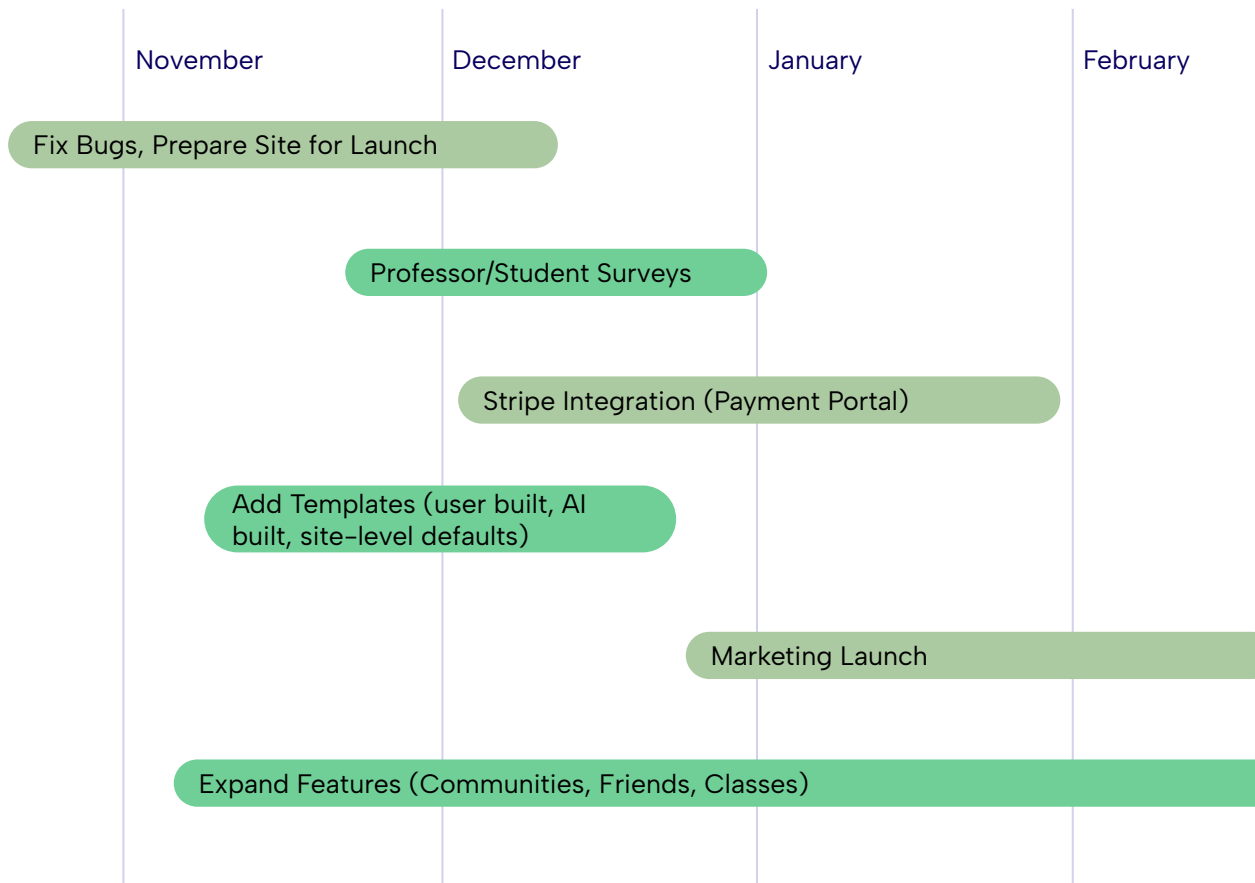 November
December
January
February
Fix Bugs, Prepare Site for Launch
Professor/Student Surveys
Stripe Integration (Payment Portal)
Add Templates (user built, AI
built, site-level defaults)
Marketing Launch
Expand Features (Communities, Friends, Classes)